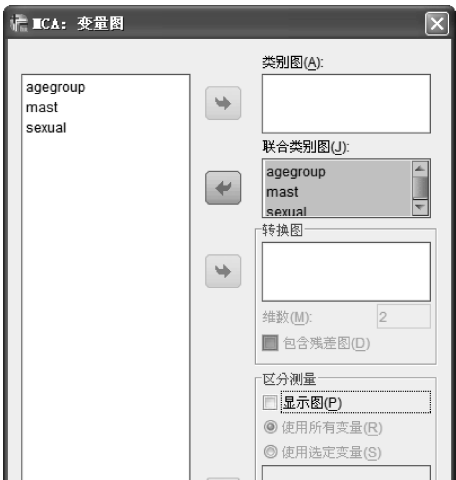 MCA: 变量图
agegroup
mast
sexual
类别图(A):
联合类别图(J):
agegroup
mast
sexual
转换图
维数(M):
2
包含残差图(D)
区分测量
显示图(P)
使用所有变量(R)
使用选定变量(S)